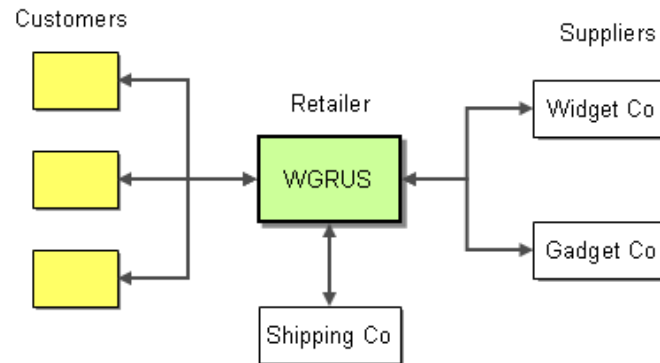 Customers
Suppliers
Retailer
Widget Co
WGRUS
Gadget Co
Shipping Co